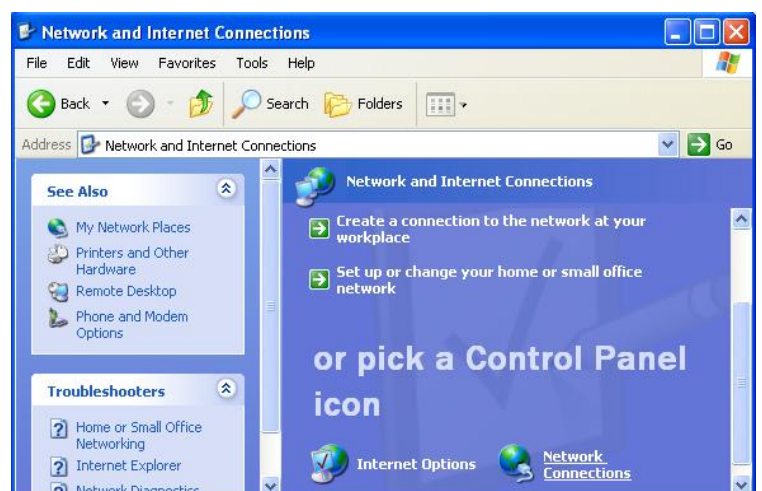 Network and Internet Connections
File Edit View Favorites Tools Help
Back Search Folders
Address Network and Internet Connections Go
See Also
My Network Places
Printers and Other
Hardware
Remote Desktop
Phone and Modem
Options
Troubleshooters
Home or Small Office
Networking
Internet Explorer
Network Diagnostics
Network and Internet Connections
Create a connection to the network at your
workplace
Set up or change your home or small office
network
or pick a Control Panel
icon
Internet Options
Network
Connections